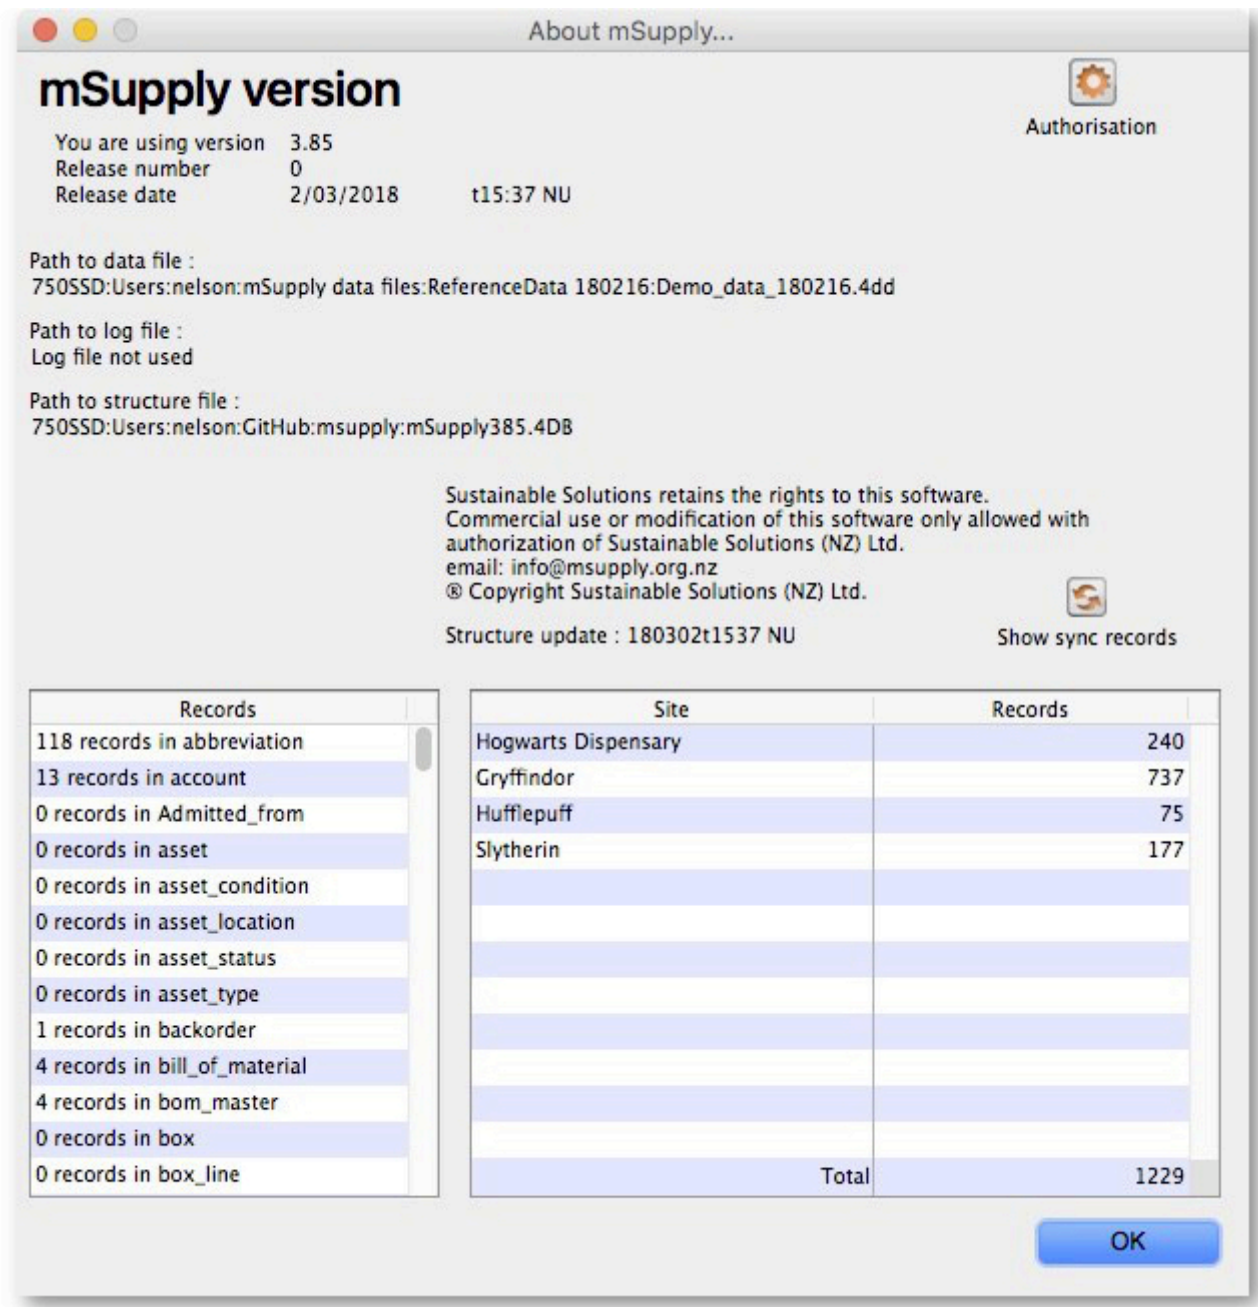 About mSupply...
mSupply version
Authorisation
You are using version 3.85
Release number 0
Release date 2/03/2018 t15:37 NU
Path to data file :
750SSD:Users:nelson:mSupply data files:ReferenceData 180216:Demo_data_180216.4dd
Path to log file :
Log file not used
Path to structure file :
750SSD:Users:nelson:GitHub:msupply:mSupply385.4DB
Sustainable Solutions retains the rights to this software.
Commercial use or modification of this software only allowed with
authorization of Sustainable Solutions (NZ) Ltd.
email: info@msupply.org.nz
® Copyright Sustainable Solutions (NZ) Ltd.
Structure update : 180302t1537 NU
Show sync records
Records
118 records in abbreviation
13 records in account
0 records in Admitted_from
0 records in asset
0 records in asset_condition
0 records in asset_location
0 records in asset_status
0 records in asset_type
1 records in backorder
4 records in bill_of_material
4 records in bom_master
0 records in box
0 records in box_line
Site Records
Hogwarts Dispensary 240
Gryffindor 737
Hufflepuff 75
Slytherin 177
Total 1229
OK